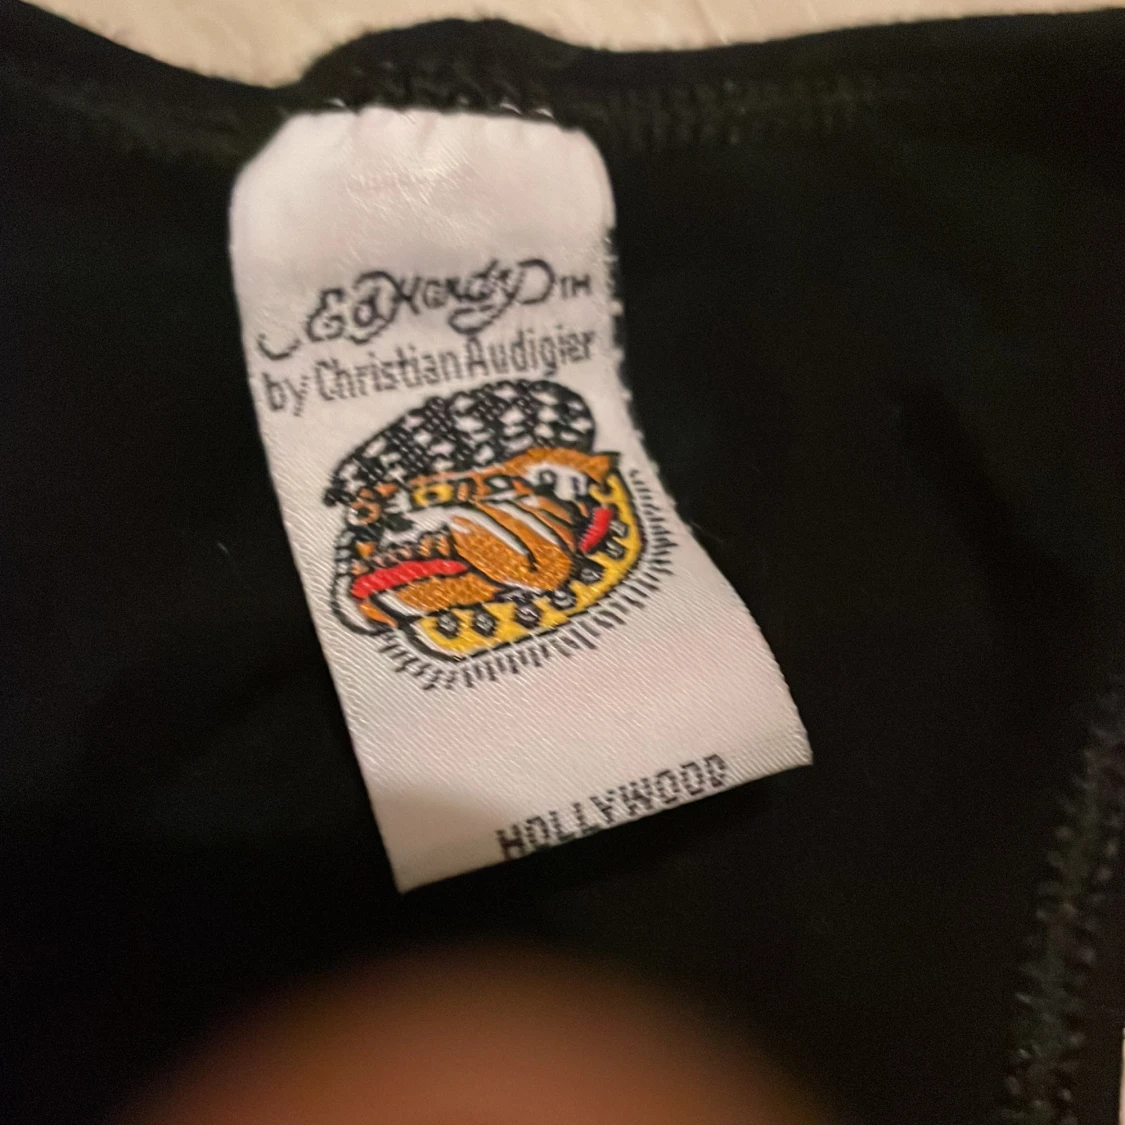 Ed Hardy TM
by Christian Audigier
HOLLYWOOD